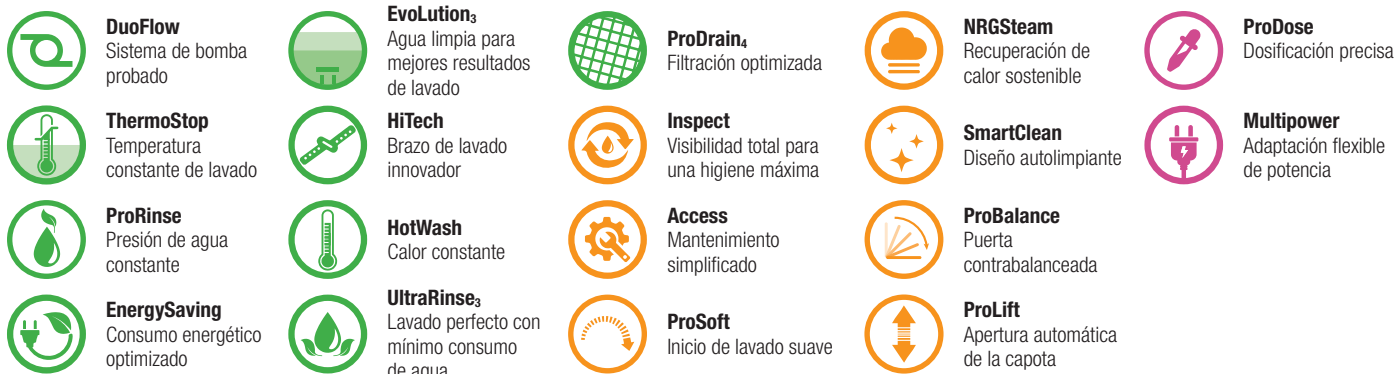 DuoFlow
Sistema de bomba
probado
ThermoStop
Temperatura
constante de lavado
ProRinse
Presión de agua
constante
EnergySaving
Consumo energético
optimizado
EvoLution₃
Agua limpia para
mejores resultados
de lavado
HiTech
Brazo de lavado
innovador
HotWash
Calor constante
UltraRinse₃
Lavado perfecto con
mínimo consumo
de agua
ProDrain₄
Filtración optimizada
Inspect
Visibilidad total para
una higiene máxima
Access
Mantenimiento
simplificado
ProSoft
Inicio de lavado suave
NRGSteam
Recuperación de
calor sostenible
SmartClean
Diseño autolimpiante
ProBalance
Puerta
contrabalanceada
ProLift
Apertura automática
de la capota
ProDose
Dosificación precisa
Multipower
Adaptación flexible
de potencia